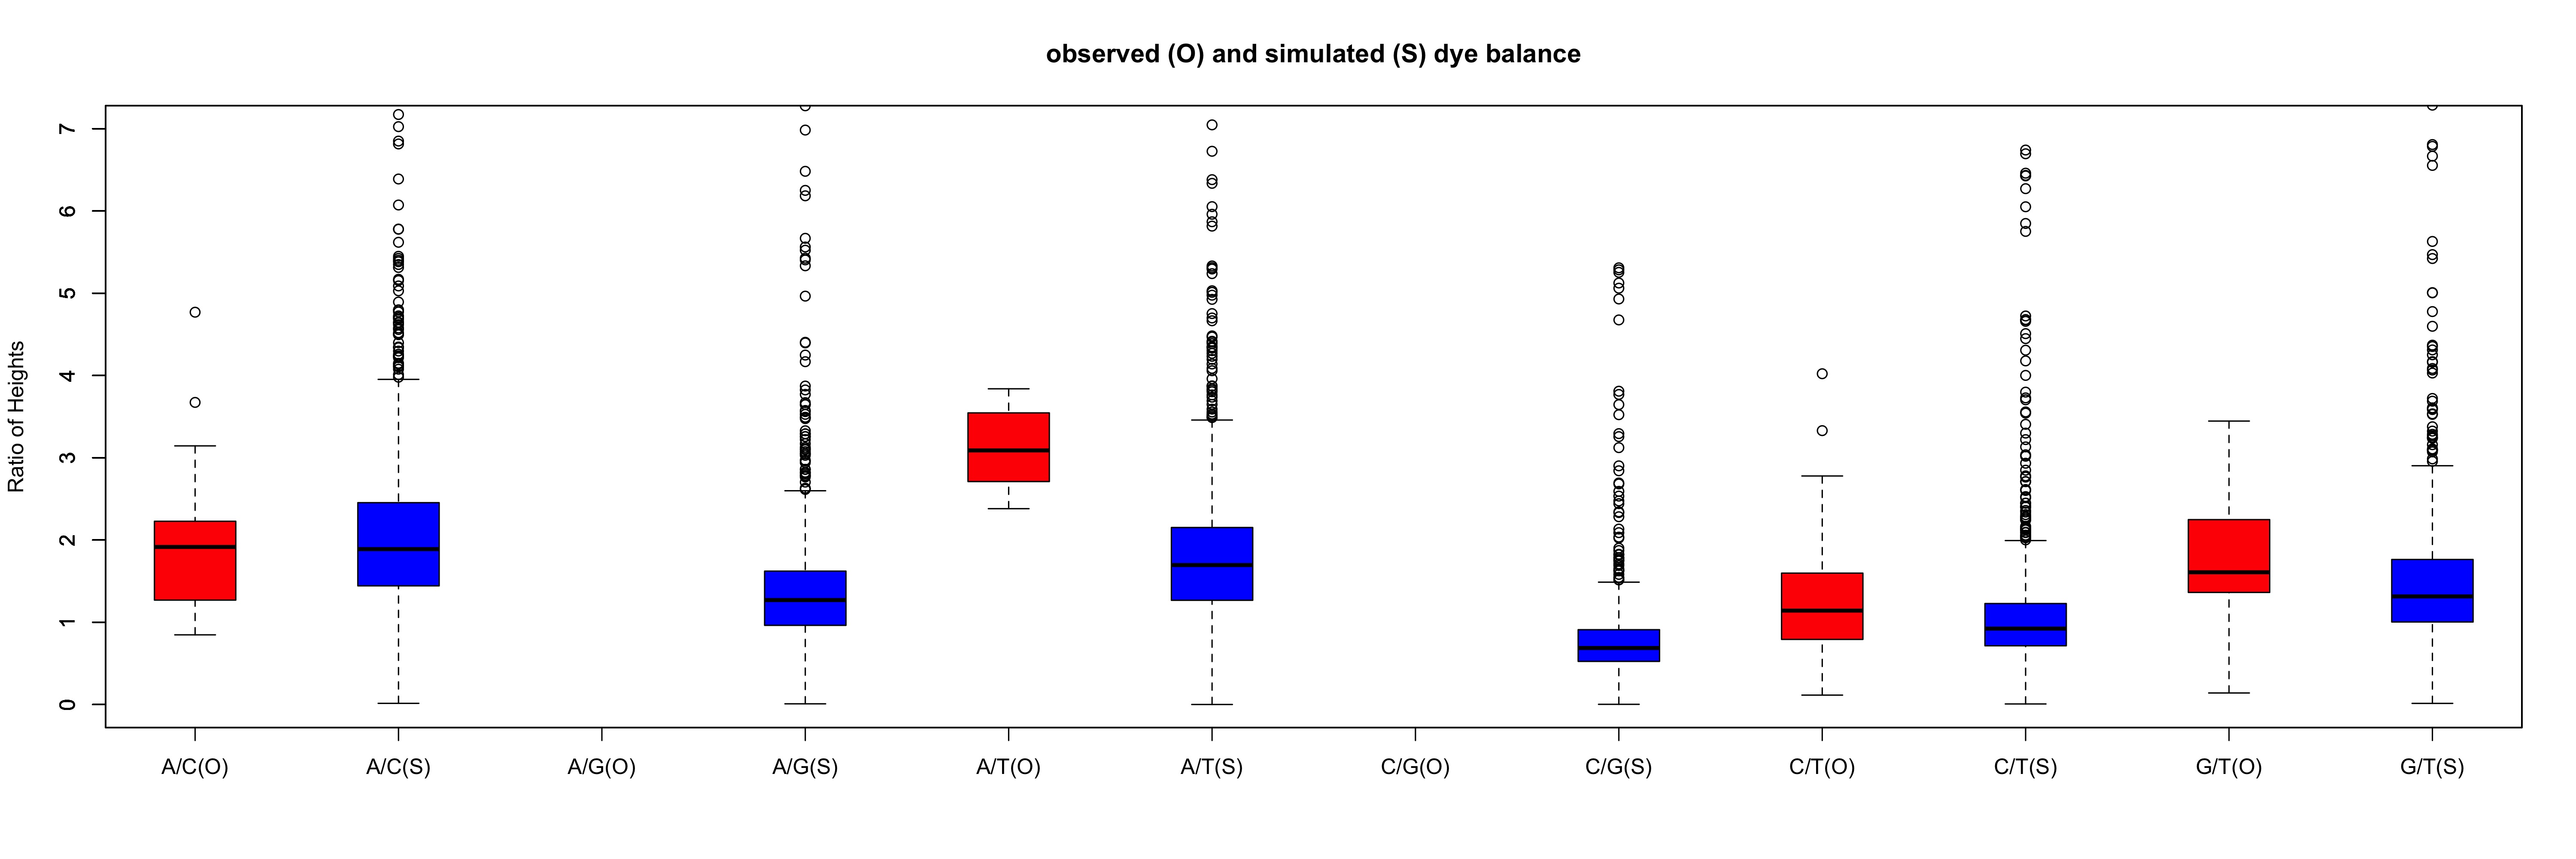 observed (O) and simulated (S) dye balance
Ratio of Heights
7
6
5
4
3
2
1
0
A/C(O) A/C(S) A/G(O) A/G(S) A/T(O) A/T(S) C/G(O) C/G(S) C/T(O) C/T(S) G/T(O) G/T(S)